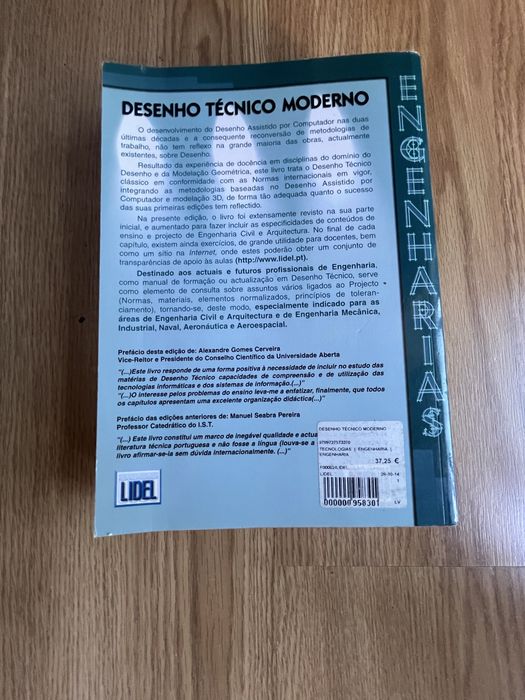 DESENHO TÉCNICO MODERNO
O desenvolvimento do Desenho Assistido por Computador nas duas
últimas décadas e a consequente reconversão de metodologias de
trabalho, não tem reflexo na grande maioria das obras, actualmente
existentes, sobre Desenho.
Resultado da experiência de docência em disciplinas do domínio do
Desenho e da Modelação Geométrica, este livro trata o Desenho Técnico
clássico em conformidade com as Normas internacionais em vigor,
integrando as metodologias baseadas no Desenho Assistido por
Computador e modelação 3D, de forma tão adequada quanto o sucesso
das suas primeiras edições tem reflectido.
Na presente edição, o livro foi extensamente revisto na sua parte
inicial, e aumentado para fazer incluir as especificidades de conteúdos de
ensino e projecto de Engenharia Civil e Arquitectura. No final de cada
capítulo, existem ainda exercícios, de grande utilidade para docentes, bem
como um sítio na Internet, onde estes poderão obter um conjunto de
transparências de apoio às aulas (http://www.lidel.pt).
Destinado aos actuais e futuros profissionais de Engenharia,
como manual de formação ou actualização em Desenho Técnico, serve
como elemento de consulta sobre assuntos vários ligados ao Projecto
(Normas, materiais, elementos normalizados, princípios de toleran-
ciamento), tornando-se, deste modo, especialmente indicado para as
áreas de Engenharia Civil e Arquitectura e de Engenharia Mecânica,
Industrial, Naval, Aeronáutica e Aeroespacial.
Prefácio desta edição de: Alexandre Gomes Cerveira
Vice-Reitor e Presidente do Conselho Científico da Universidade Aberta
"(...)Este livro responde de uma forma positiva à necessidade de incluir no estudo das
matérias de Desenho Técnico capacidades de compreensão e de utilização das
tecnologias informáticas e dos sistemas de informação.(...)"
"(...)O interesse pelos problemas do ensino leva-me a enfatizar, finalmente, que todos
os capítulos apresentam uma excelente organização didáctica(...)"
Prefácio das edições anteriores de: Manuel Seabra Pereira
Professor Catedrático do I.S.T.
"(...) Este livro constitui um marco de inegável qualidade e actua
literatura técnica portuguesa e não fosse a língua (louva-se a
livro afirmar-se-ia sem dúvida internacionalmente. (...)"
LIDEL
DESENHO TÉCNICO MODERNO
9789727573370
TECNOLOGIAS | ENGENHARIA |
ENGENHARIA
37,25 €
LIDEL
29-10-14
1
000000 958301
LV
ENGENHARIAS